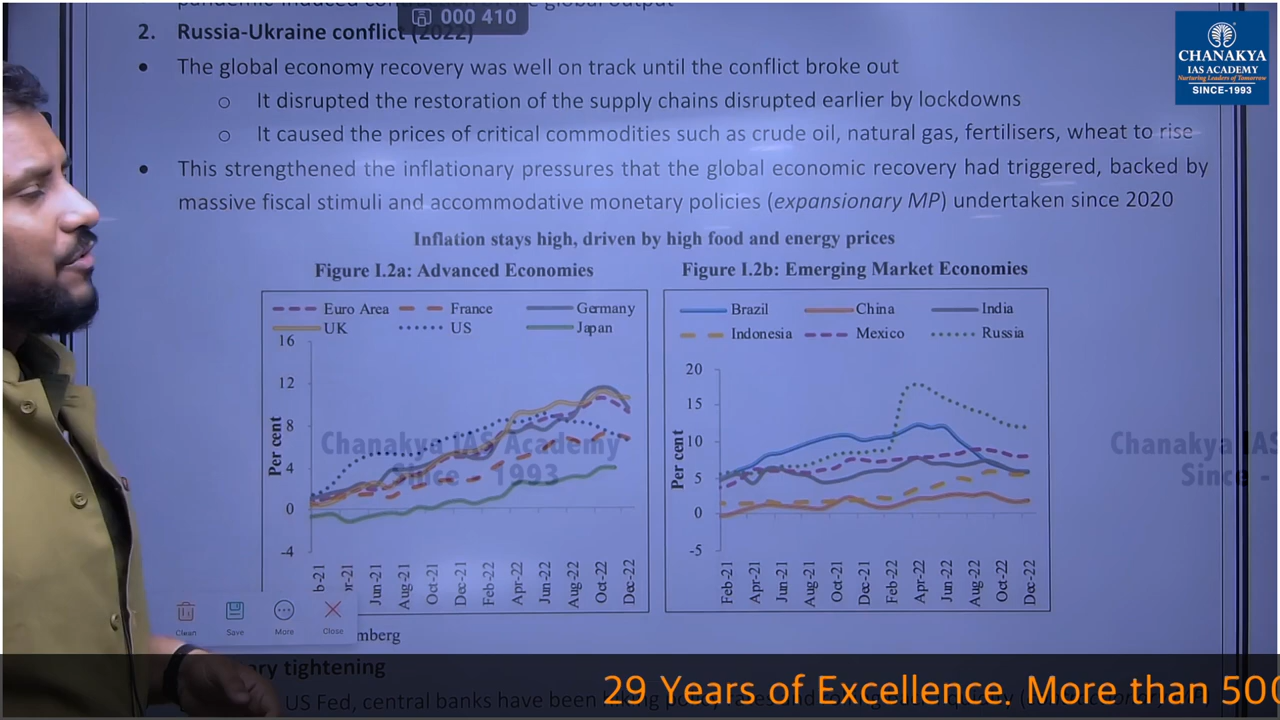 000 410
2. Russia-Ukraine conflict (2022)
• The global economy recovery was well on track until the conflict broke out
o It disrupted the restoration of the supply chains disrupted earlier by lockdowns
o It caused the prices of critical commodities such as crude oil, natural gas, fertilisers, wheat to rise
• This strengthened the inflationary pressures that the global economic recovery had triggered, backed by
massive fiscal stimuli and accommodative monetary policies (expansionary MP) undertaken since 2020
Inflation stays high, driven by high food and energy prices
Figure I.2a: Advanced Economies
Euro Area France Germany
UK US Japan
16
12
8
4
0
-4
Per cent
b-21
pr-21
Jun-21
Aug-21
Oct-21
Dec-21
Feb-22
Apr-22
Jun-22
Aug-22
Oct-22
Dec-22
Figure I.2b: Emerging Market Economies
Brazil China India
Indonesia Mexico Russia
20
15
10
5
0
-5
Per cent
Feb-21
Apr-21
Jun-21
Aug-21
Oct-21
Dec-21
Feb-22
Apr-22
Jun-22
Aug-22
Oct-22
Dec-22
Chanakya IAS Academy
Since - 1993
Chanakya IAS
Since -
Clean Save More Close
mberg
ry tightening
US Fed, central banks have been
29 Years of Excellence. More than 500
CHANAKYA
IAS ACADEMY
Nurturing Leaders of Tomorrow
SINCE-1993